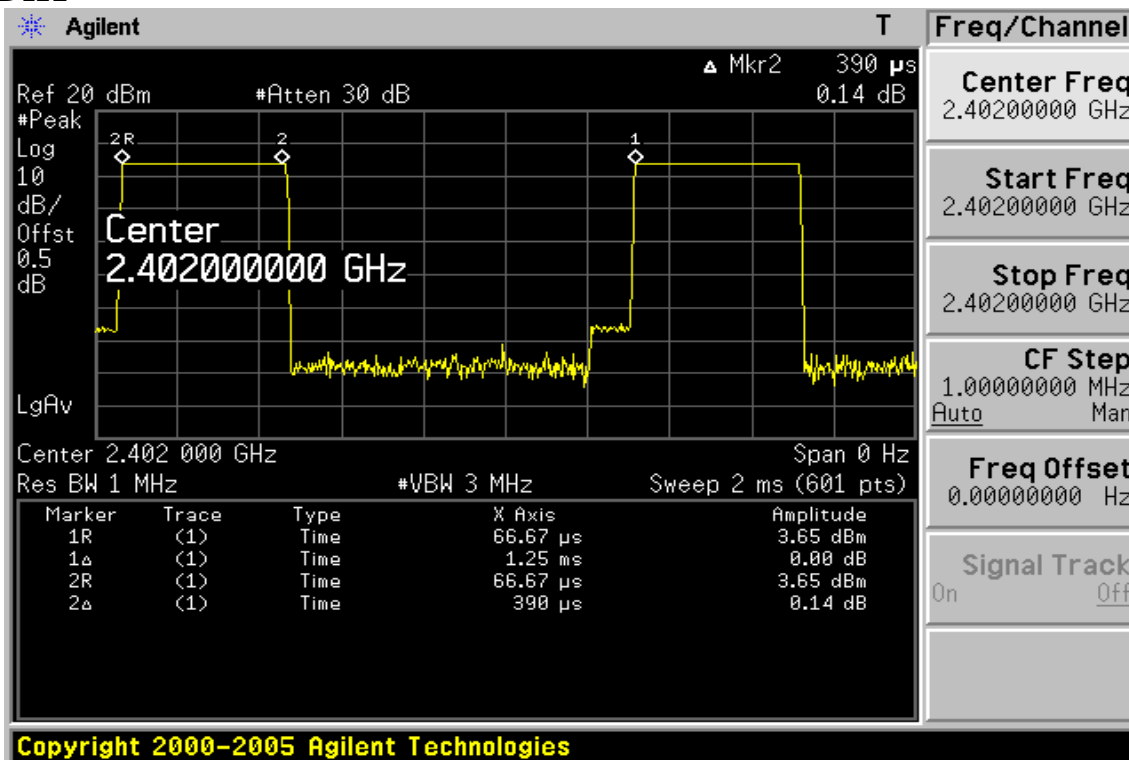 Agilent T
Freq/Channel
Δ Mkr2 390 µs
Ref 20 dBm #Atten 30 dB 0.14 dB
#Peak
Log
10
dB/
Offst
0.5
dB
2R 2 1
Center
2.402000000 GHz
LgAv
Center 2.402 000 GHz Span 0 Hz
Res BW 1 MHz #VBW 3 MHz Sweep 2 ms (601 pts)
Marker Trace Type X Axis Amplitude
1R (1) Time 66.67 µs 3.65 dBm
1Δ (1) Time 1.25 ms 0.00 dB
2R (1) Time 66.67 µs 3.65 dBm
2Δ (1) Time 390 µs 0.14 dB
Center Freq
2.40200000 GHz
Start Freq
2.40200000 GHz
Stop Freq
2.40200000 GHz
CF Step
1.00000000 MHz
Auto Man
Freq Offset
0.00000000 Hz
Signal Track
On Off
Copyright 2000-2005 Agilent Technologies